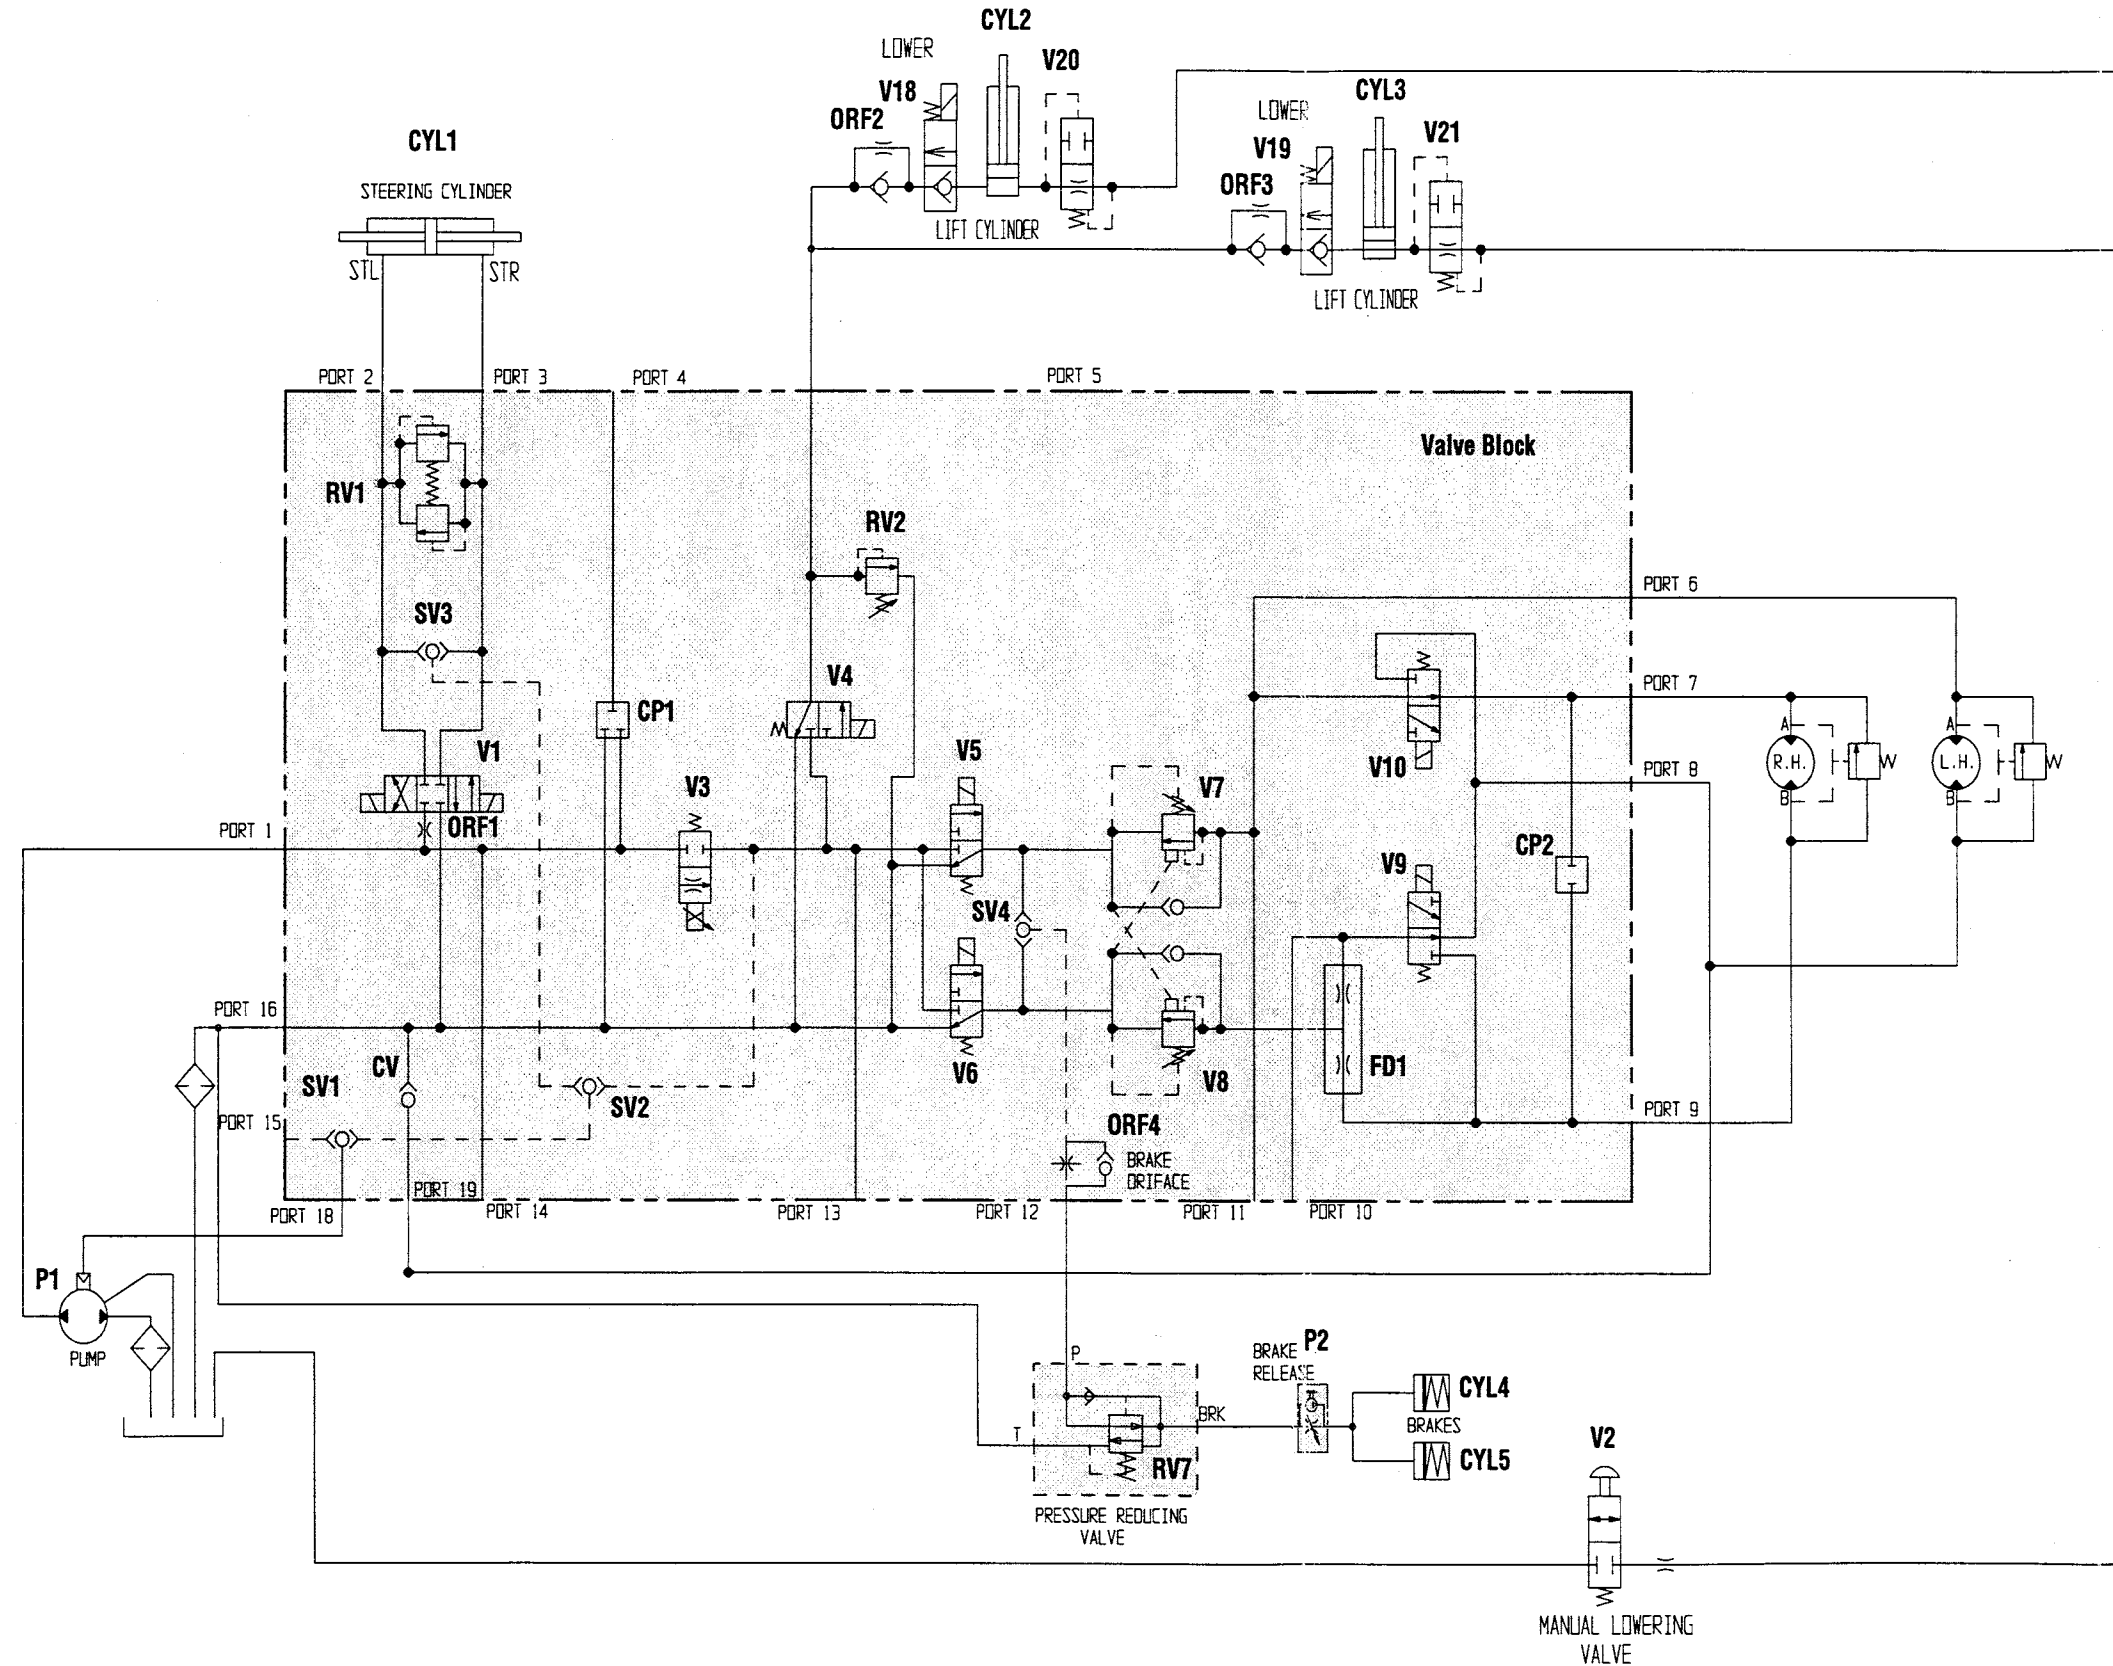 CYL2
LOWER
V20
V18
CYL3
LOWER
ORF2
V21
CYL1
V19
ORF3
STEERING CYLINDER
LIFT CYLINDER
STL
STR
LIFT CYLINDER
PORT 2
PORT 3
PORT 4
PORT 5
Valve Block
RV1
RV2
PORT 6
SV3
V4
PORT 7
CP1
A
A
V1
V5
R.H.
W
L.H.
W
V10
PORT 8
V3
V7
B
B
ORF1
PORT 1
CP2
V9
SV4
PORT 16
CV
FD1
SV1
V6
V8
SV2
PORT 15
PORT 9
ORF4
BRAKE
ORIFACE
PORT 19
PORT 18
PORT 14
PORT 13
PORT 12
PORT 11
PORT 10
P1
PUMP
P
BRAKE
P2
RELEASE
CYL4
BRK
BRAKES
T
V2
CYL5
RV7
PRESSURE REDUCING
VALVE
MANUAL LOWERING
VALVE